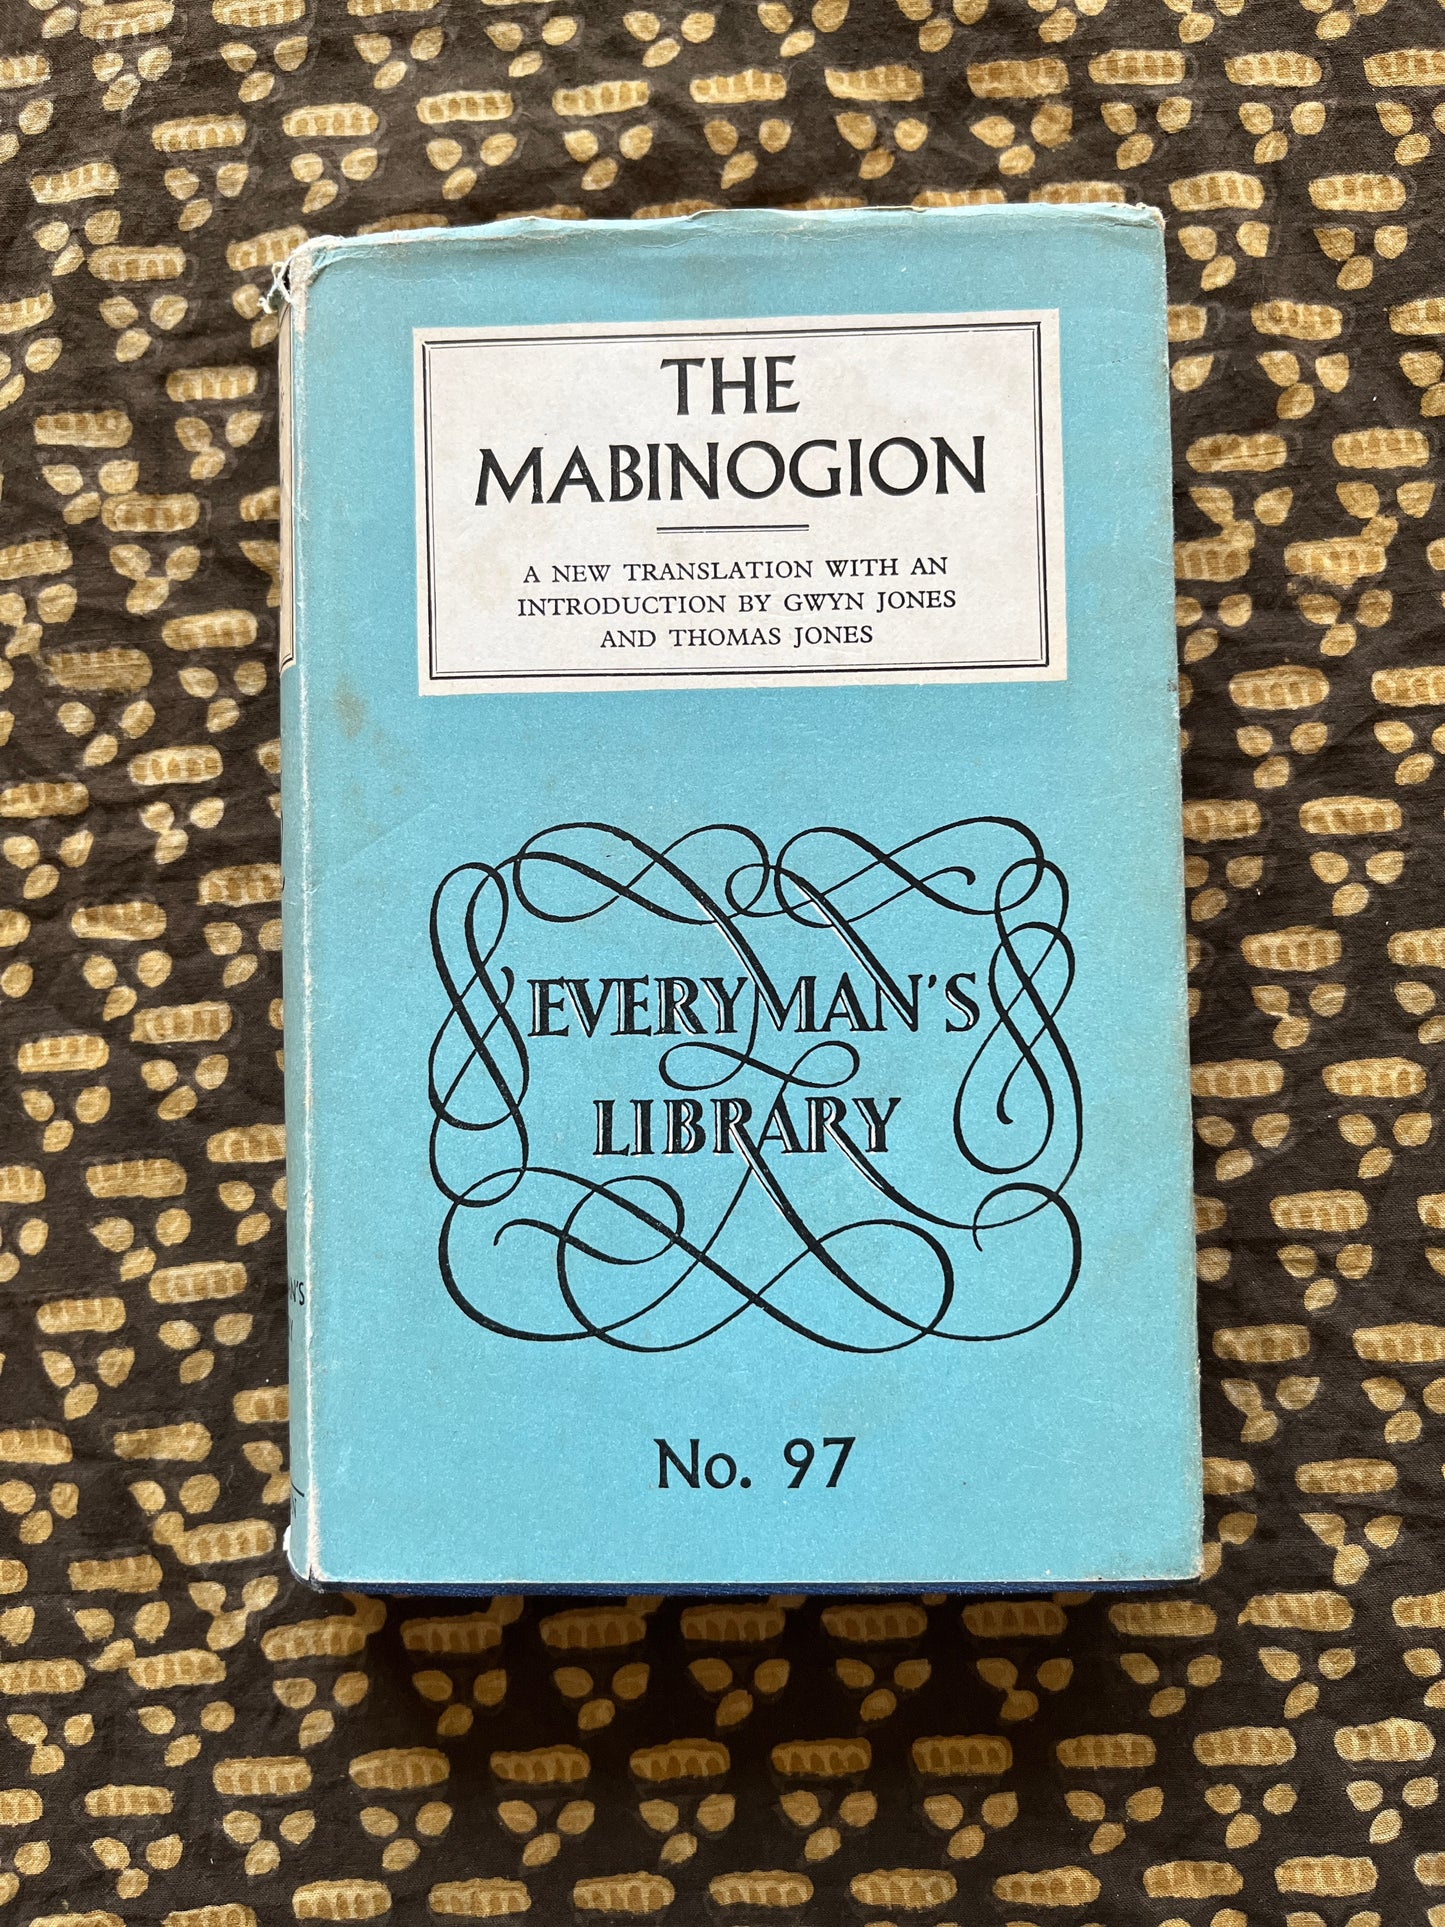 THE
MABINOGION
A NEW TRANSLATION WITH AN
INTRODUCTION BY GWYN JONES
AND THOMAS JONES
EVERYMAN'S
LIBRARY
No. 97